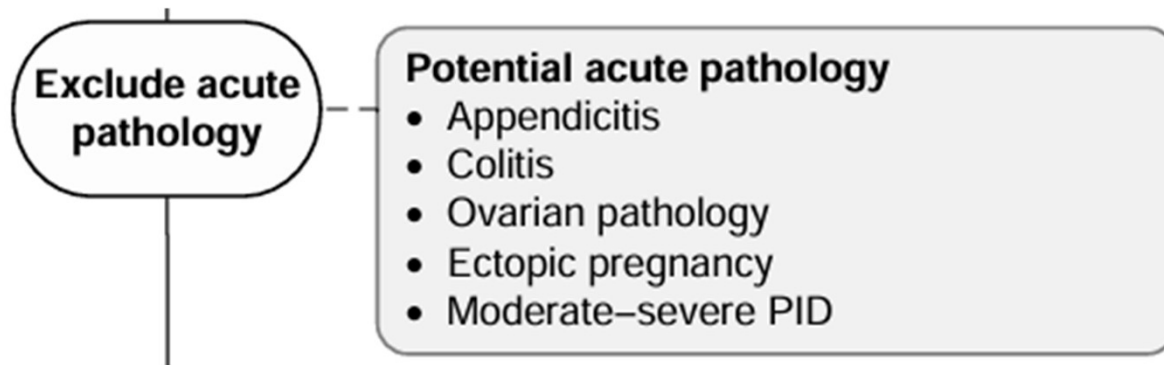 Exclude acute
pathology
Potential acute pathology
• Appendicitis
• Colitis
• Ovarian pathology
• Ectopic pregnancy
• Moderate–severe PID